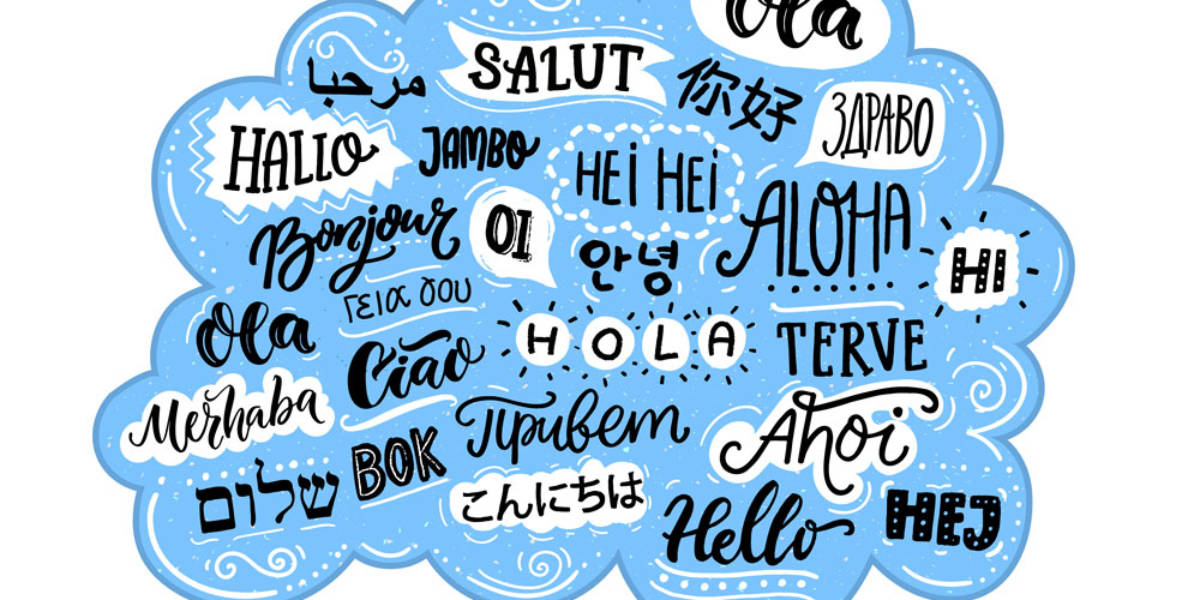 Ola
مرحبا
SALUT
你好
ЗДРАВО
HALLO
JAMBO
HEI HEI
ALOHA
Bonjour
OI
안녕
HI
Γεια σου
Ola
Ciao
HOLA
TERVE
Merhaba
Привет
Ahoi
שלום
BOK
こんにちは
Hello
HEJ